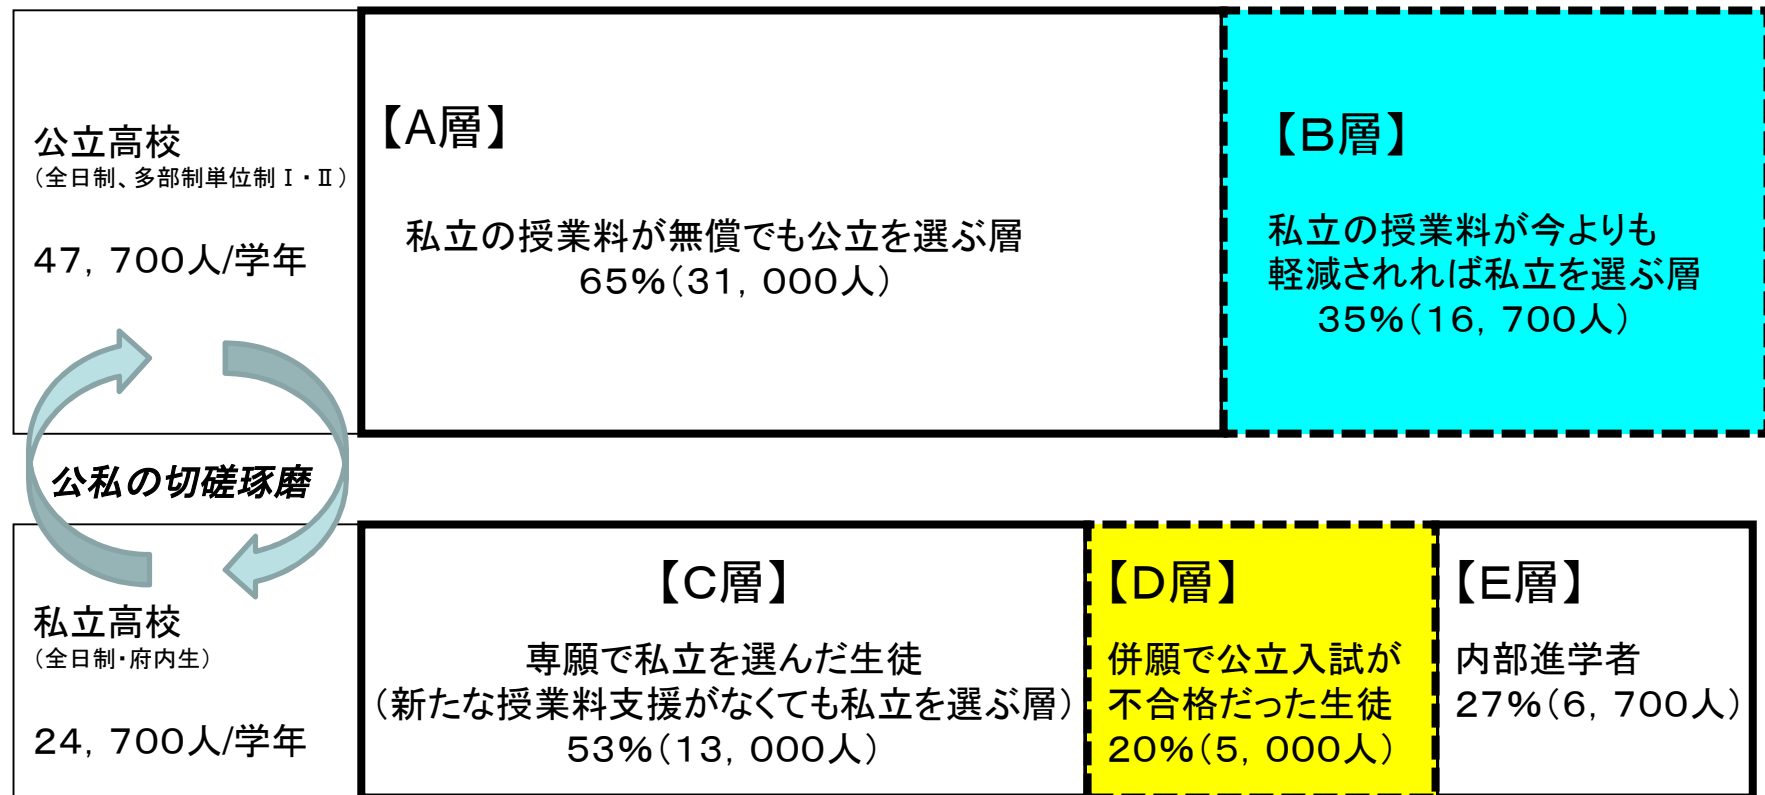 公立高校
（全日制、多部制単位制Ⅰ・Ⅱ）
47，700人/学年
【A層】
私立の授業料が無償でも公立を選ぶ層
65%（31，000人）
【B層】
私立の授業料が今よりも
軽減されれば私立を選ぶ層
35%（16，700人）
公私の切磋琢磨
私立高校
（全日制・府内生）
24，700人/学年
【C層】
専願で私立を選んだ生徒
（新たな授業料支援がなくても私立を選ぶ層）
53%（13，000人）
【D層】
併願で公立入試が
不合格だった生徒
20%（5，000人）
【E層】
内部進学者
27%（6，700人）